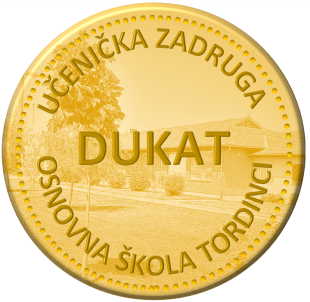 UČENIČKA ZADRUGA
DUKAT
OSNOVNA ŠKOLA TORDINCI